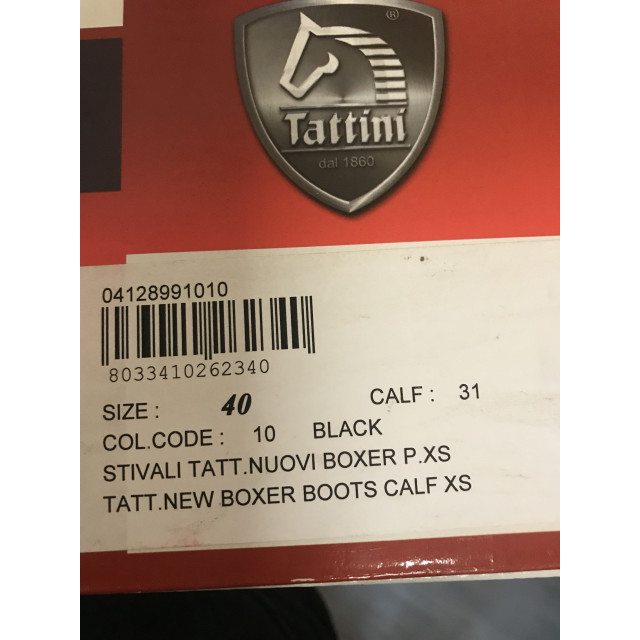 ®
Tattini
dal 1860
04128991010
8033410262340
SIZE : 40 CALF : 31
COL.CODE : 10 BLACK
STIVALI TATT.NUOVI BOXER P.XS
TATT.NEW BOXER BOOTS CALF XS